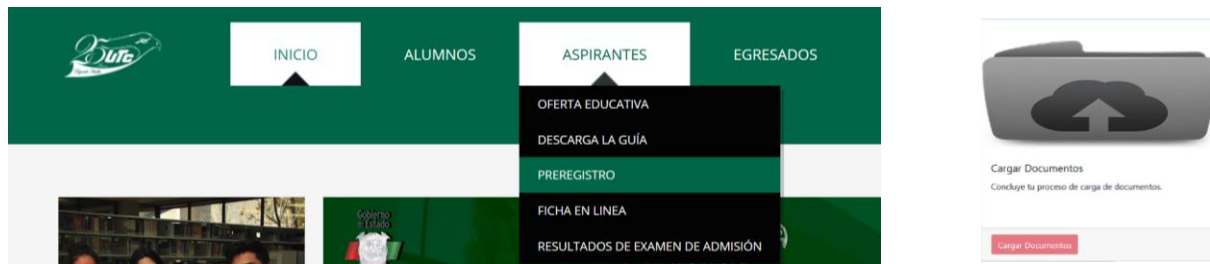 25 UTC
INICIO
ALUMNOS
ASPIRANTES
EGRESADOS
OFERTA EDUCATIVA
DESCARGA LA GUÍA
PREREGISTRO
FICHA EN LINEA
RESULTADOS DE EXAMEN DE ADMISIÓN
Gobierno
Estado
Cargar Documentos
Concluye tu proceso de carga de documentos.
Cargar Documentos